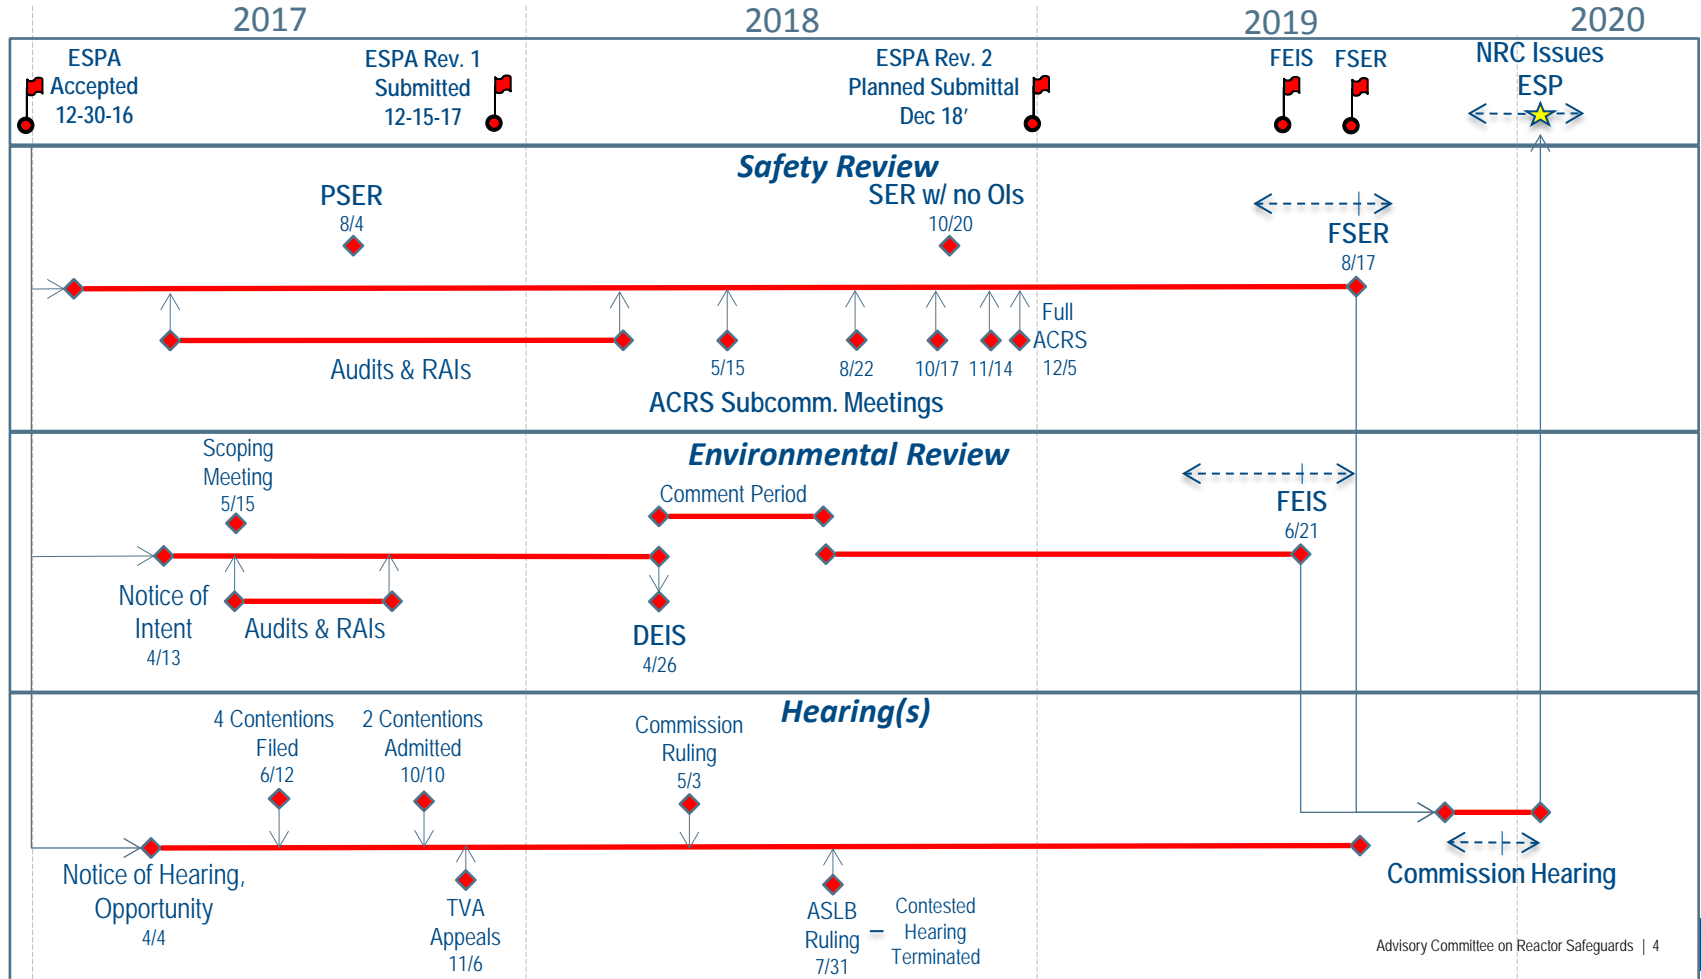 2017
2018
2019
2020
ESPA
Accepted
12-30-16
ESPA Rev. 1
Submitted
12-15-17
ESPA Rev. 2
Planned Submittal
Dec 18’
FEIS
FSER
NRC Issues
ESP
Safety Review
PSER
8/4
SER w/ no OIs
10/20
FSER
8/17
Audits & RAIs
5/15
8/22
10/17
11/14
Full
ACRS
12/5
ACRS Subcomm. Meetings
Environmental Review
Scoping
Meeting
5/15
Comment Period
FEIS
6/21
Notice of
Intent
4/13
Audits & RAIs
DEIS
4/26
Hearing(s)
4 Contentions
Filed
6/12
2 Contentions
Admitted
10/10
Commission
Ruling
5/3
Notice of Hearing,
Opportunity
4/4
TVA
Appeals
11/6
ASLB
Ruling
7/31
– Contested
Hearing
Terminated
Commission Hearing
Advisory Committee on Reactor Safeguards | 4